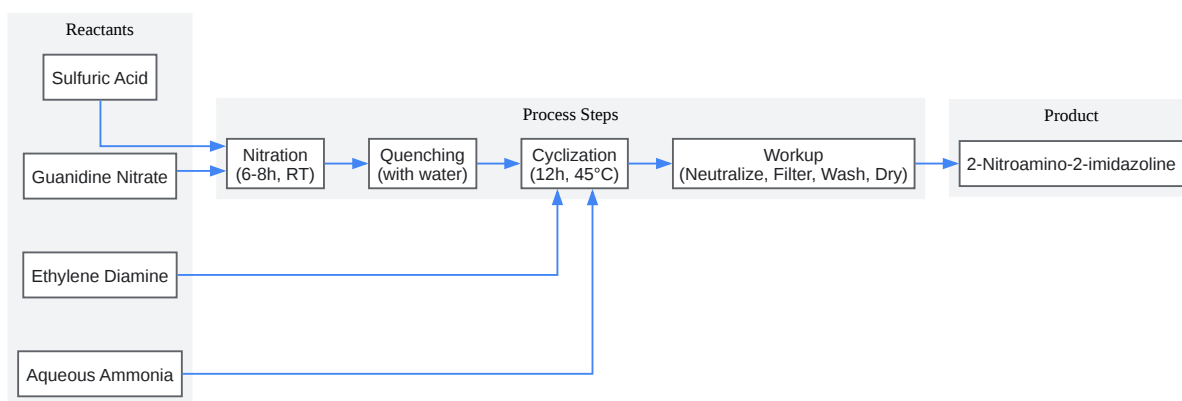 Reactants
Sulfuric Acid
Guanidine Nitrate
Ethylene Diamine
Aqueous Ammonia
Process Steps
Nitration
(6-8h, RT)
Quenching
(with water)
Cyclization
(12h, 45°C)
Workup
(Neutralize, Filter, Wash, Dry)
Product
2-Nitroamino-2-imidazoline